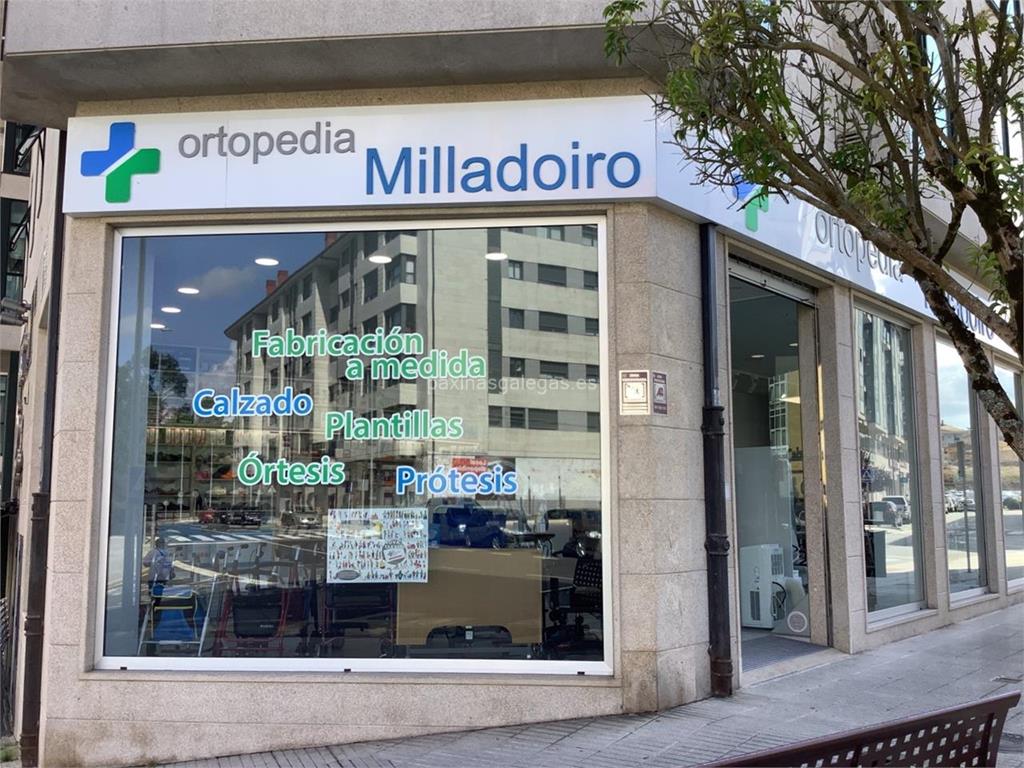 ortopedia
Milladoiro
ortopedia
Fabricación
a medida
paxinasgalegas.es
Calzado
Plantillas
Órtesis
Prótesis